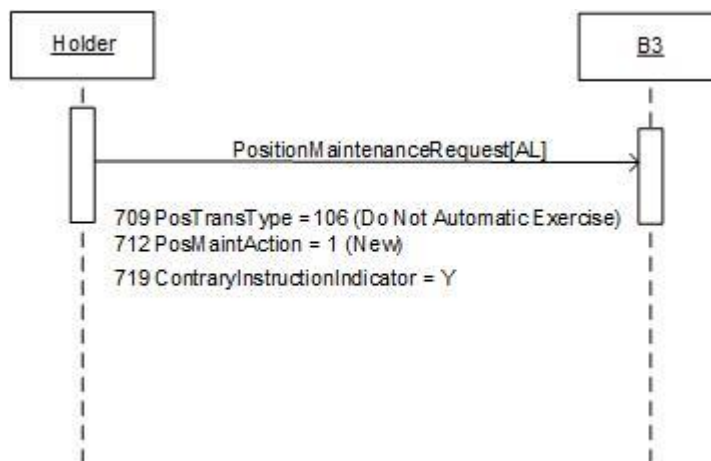 Holder
B3
PositionMaintenanceRequest[AL]
709 PosTransType = 106 (Do Not Automatic Exercise)
712 PosMaintAction = 1 (New)
719 ContraryInstructionIndicator = Y